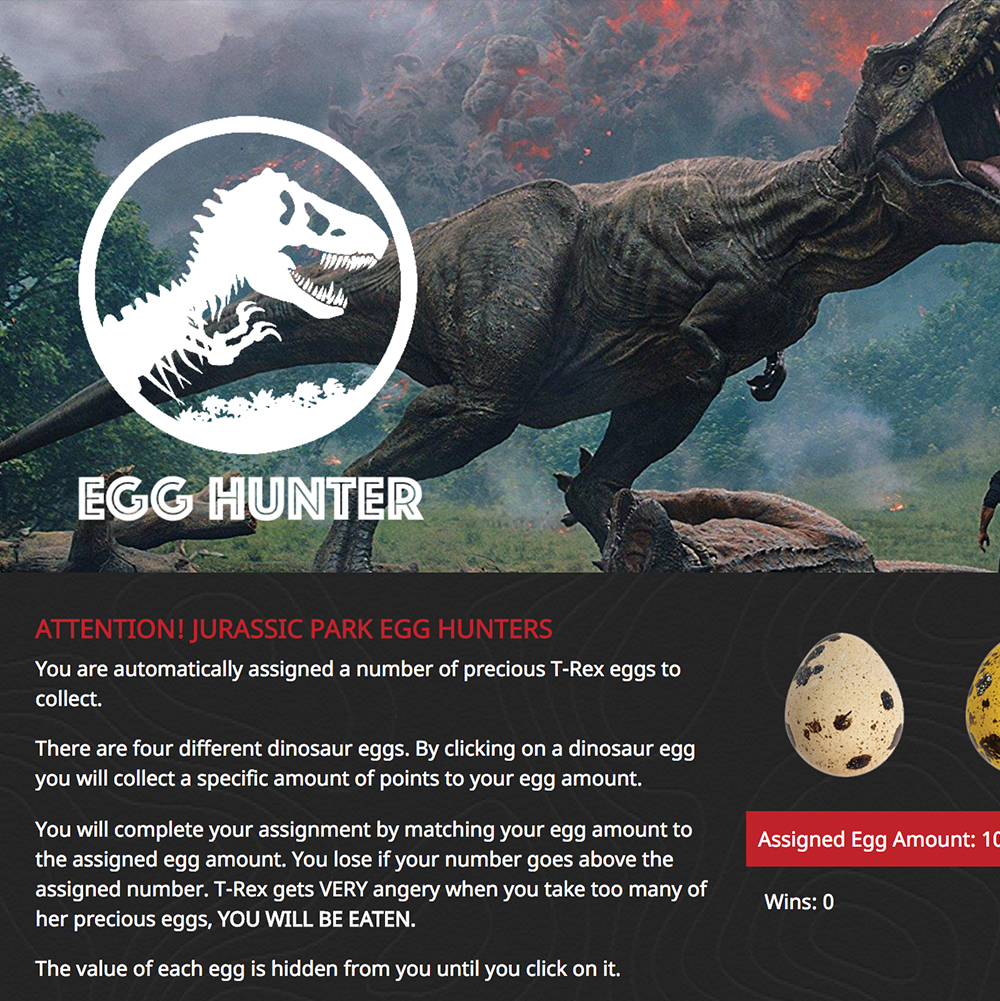 EGG HUNTER
ATTENTION! JURASSIC PARK EGG HUNTERS
You are automatically assigned a number of precious T-Rex eggs to
collect.
There are four different dinosaur eggs. By clicking on a dinosaur egg
you will collect a specific amount of points to your egg amount.
You will complete your assignment by matching your egg amount to
the assigned egg amount. You lose if your number goes above the
assigned number. T-Rex gets VERY angery when you take too many of
her precious eggs, YOU WILL BE EATEN.
The value of each egg is hidden from you until you click on it.
Assigned Egg Amount: 10
Wins: 0